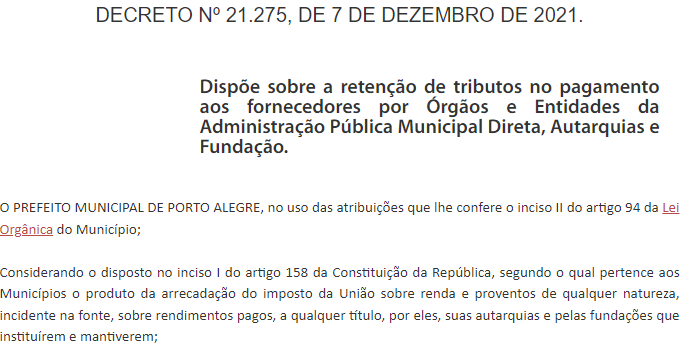 DECRETO Nº 21.275, DE 7 DE DEZEMBRO DE 2021.
Dispõe sobre a retenção de tributos no pagamento
aos fornecedores por Órgãos e Entidades da
Administração Pública Municipal Direta, Autarquias e
Fundação.
O PREFEITO MUNICIPAL DE PORTO ALEGRE, no uso das atribuições que lhe confere o inciso II do artigo 94 da Lei
Orgânica do Município;
Considerando o disposto no inciso I do artigo 158 da Constituição da República, segundo o qual pertence aos
Municípios o produto da arrecadação do imposto da União sobre renda e proventos de qualquer natureza,
incidente na fonte, sobre rendimentos pagos, a qualquer título, por eles, suas autarquias e pelas fundações que
instituírem e mantiverem;